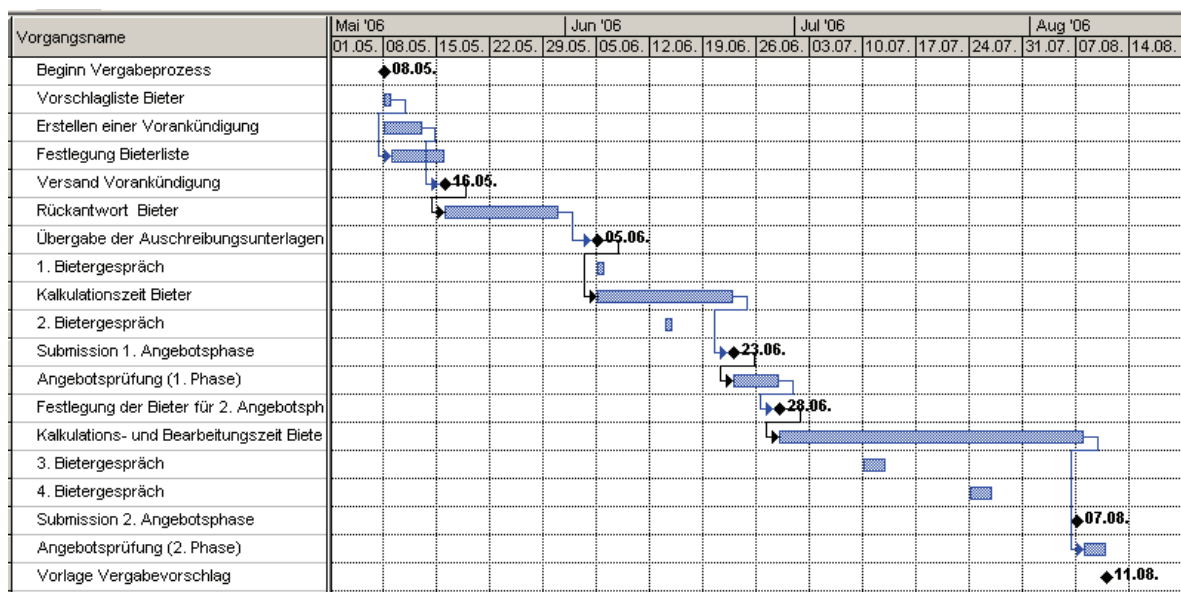 Vorgangsname
Mai '06 Jun '06 Jul '06 Aug '06
01.05. 08.05. 15.05. 22.05. 29.05. 05.06. 12.06. 19.06. 26.06. 03.07. 10.07. 17.07. 24.07. 31.07. 07.08. 14.08.
Beginn Vergabeprozess 08.05.
Vorschlagliste Bieter
Erstellen einer Vorankündigung
Festlegung Bieterliste
Versand Vorankündigung 16.05.
Rückantwort Bieter
Übergabe der Auschreibungsunterlagen 05.06.
1. Bietergespräch
Kalkulationszeit Bieter
2. Bietergespräch
Submission 1. Angebotsphase 23.06.
Angebotsprüfung (1. Phase)
Festlegung der Bieter für 2. Angebotsph 28.06.
Kalkulations- und Bearbeitungszeit Biete
3. Bietergespräch
4. Bietergespräch
Submission 2. Angebotsphase 07.08.
Angebotsprüfung (2. Phase)
Vorlage Vergabevorschlag 11.08.